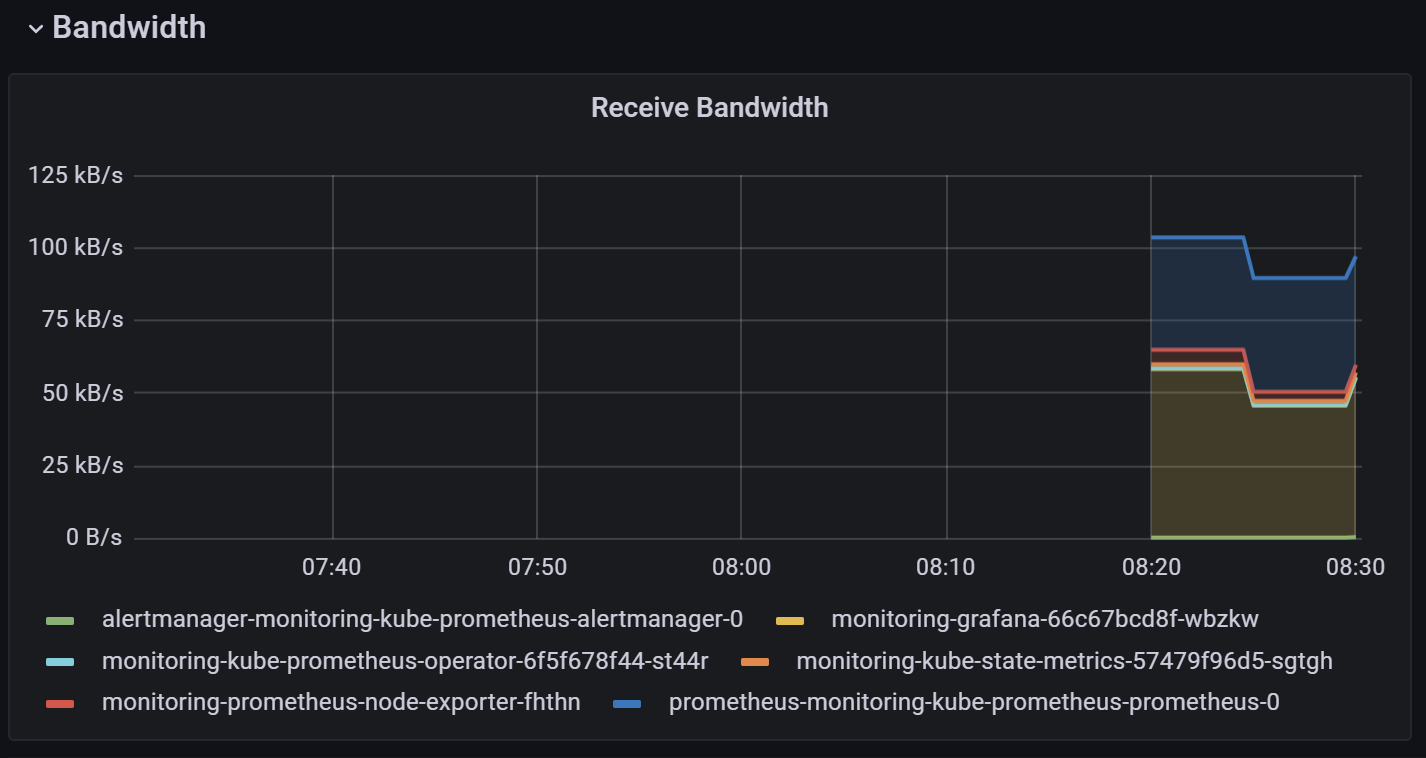 Bandwidth
Receive Bandwidth
125 kB/s
100 kB/s
75 kB/s
50 kB/s
25 kB/s
0 B/s
07:40 07:50 08:00 08:10 08:20 08:30
alertmanager-monitoring-kube-prometheus-alertmanager-0 monitoring-grafana-66c67bcd8f-wbzkw
monitoring-kube-prometheus-operator-6f5f678f44-st44r monitoring-kube-state-metrics-57479f96d5-sgtgh
monitoring-prometheus-node-exporter-fhthn prometheus-monitoring-kube-prometheus-prometheus-0